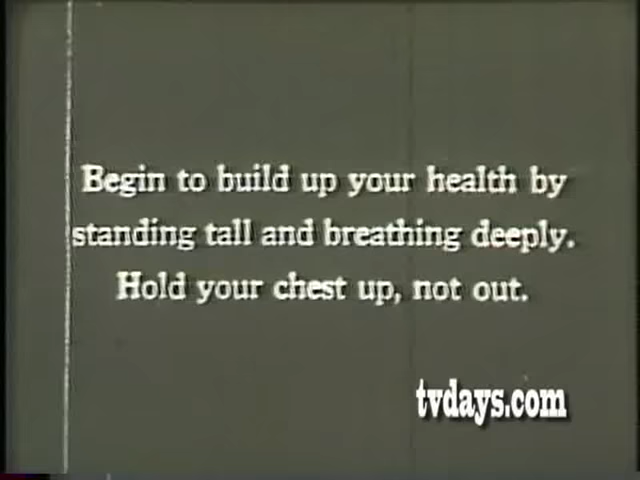 Begin to build up your health by
standing tall and breathing deeply.
Hold your chest up, not out.
tvdays.com